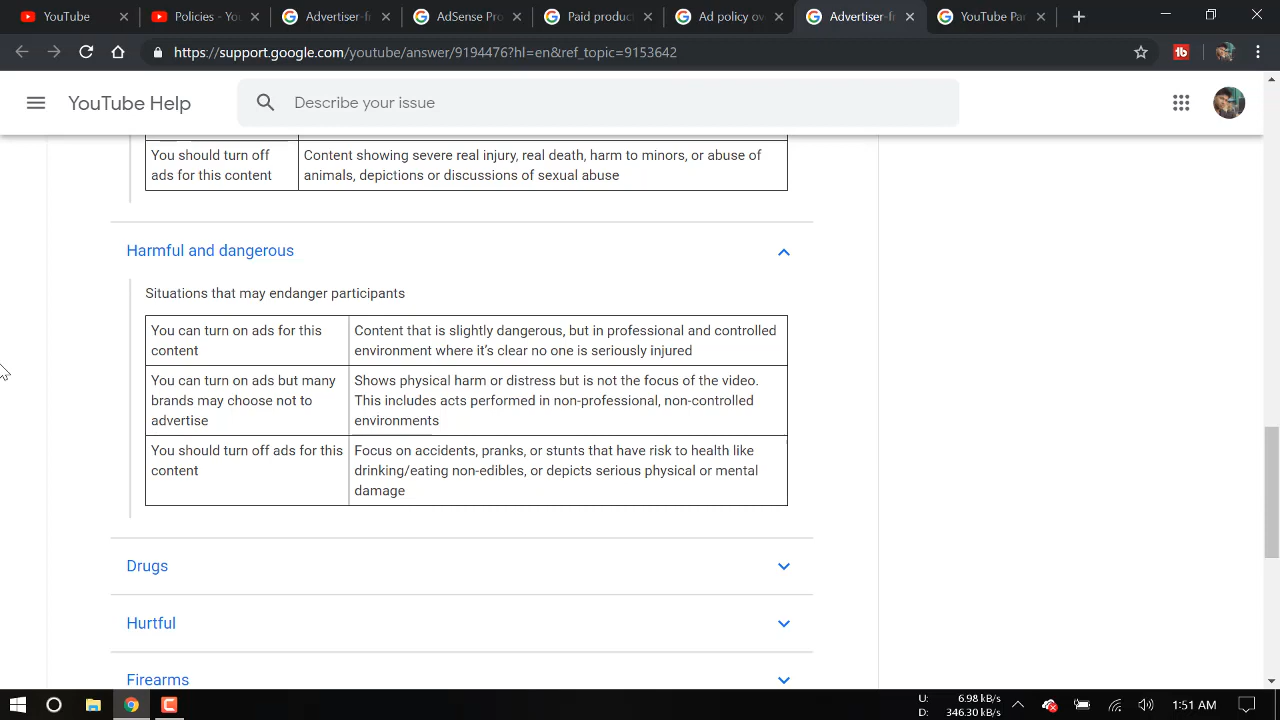 YouTube
Policies - Yo
Advertiser-fr
AdSense Pro
Paid produc
Ad policy ov
Advertiser-fr
YouTube Par
https://support.google.com/youtube/answer/9194476?hl=en&ref_topic=9153642
YouTube Help
Describe your issue
You should turn off
ads for this content
Content showing severe real injury, real death, harm to minors, or abuse of
animals, depictions or discussions of sexual abuse
Harmful and dangerous
Situations that may endanger participants
You can turn on ads for this
content
Content that is slightly dangerous, but in professional and controlled
environment where it's clear no one is seriously injured
You can turn on ads but many
brands may choose not to
advertise
Shows physical harm or distress but is not the focus of the video.
This includes acts performed in non-professional, non-controlled
environments
You should turn off ads for this
content
Focus on accidents, pranks, or stunts that have risk to health like
drinking/eating non-edibles, or depicts serious physical or mental
damage
Drugs
Hurtful
Firearms
U: 6.98 kB/s
D: 346.30 kB/s
1:51 AM